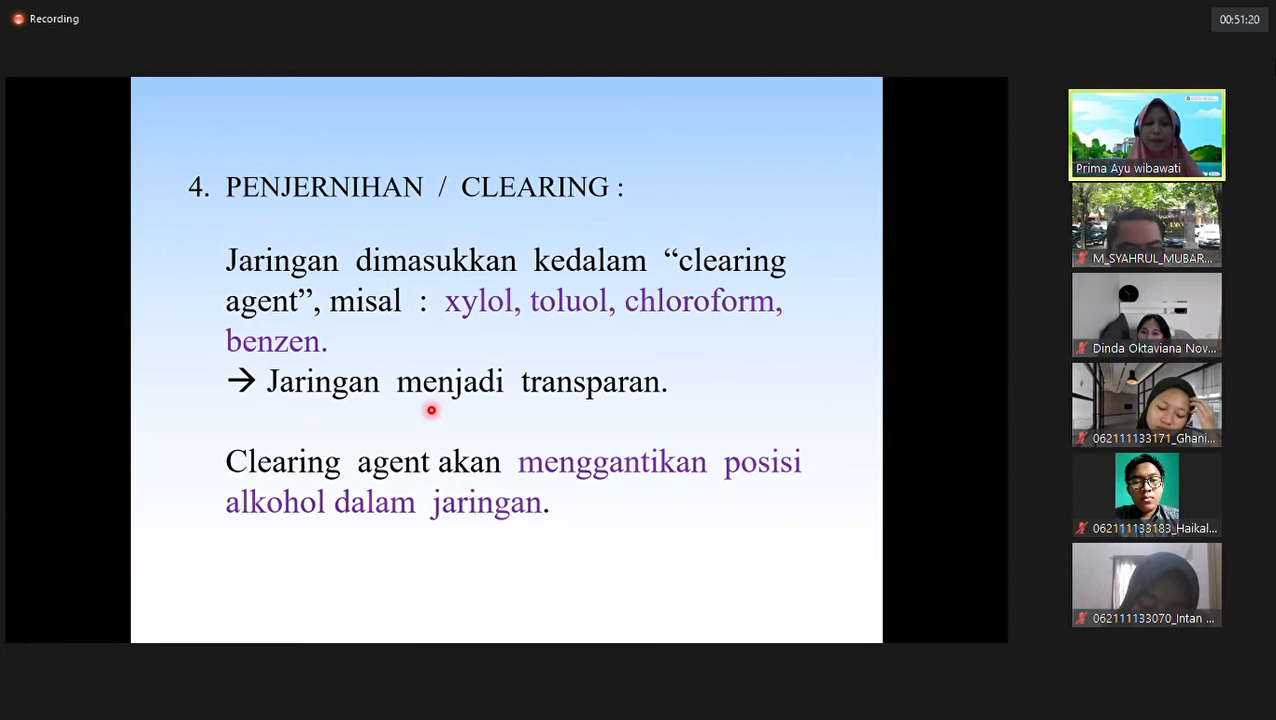 Recording
00:51:20
4. PENJERNIHAN / CLEARING :
Jaringan dimasukkan kedalam “clearing
agent”, misal : xylol, toluol, chloroform,
benzen.
→ Jaringan menjadi transparan.
Clearing agent akan menggantikan posisi
alkohol dalam jaringan.
Prima Ayu wibawati
M_SYAHRUL_MUBAR...
Dinda Oktaviana Nov...
062111133171_Ghani...
062111133183_Haikal...
062111133070_Intan ...